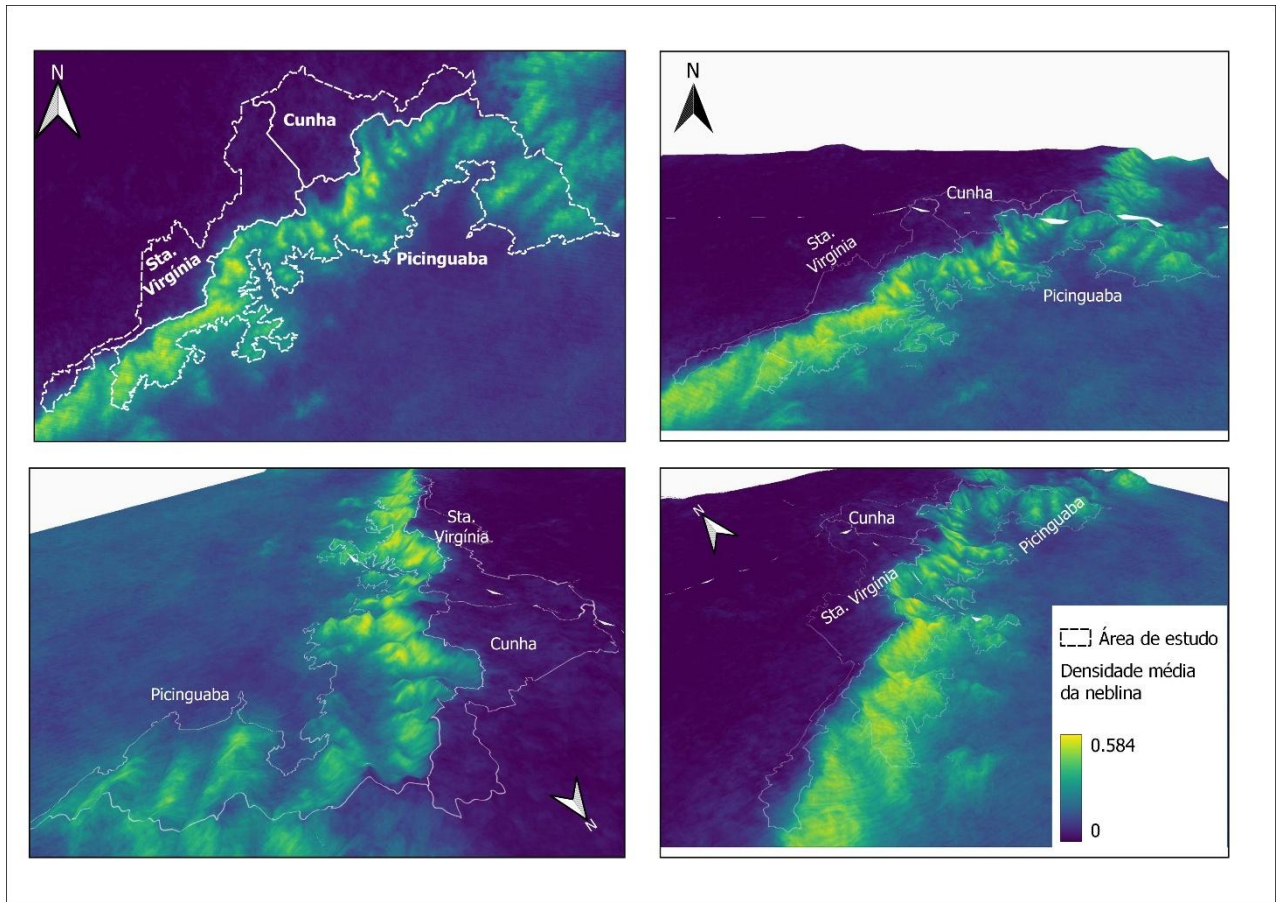 N
Cunha
Sta.
Virgínia
Picinguaba
N
Cunha
Sta.
Virgínia
Picinguaba
Sta.
Virgínia
Cunha
Picinguaba
N
N
Cunha
Picinguaba
Sta. Virgínia
Área de estudo
Densidade média
da neblina
0.584
0